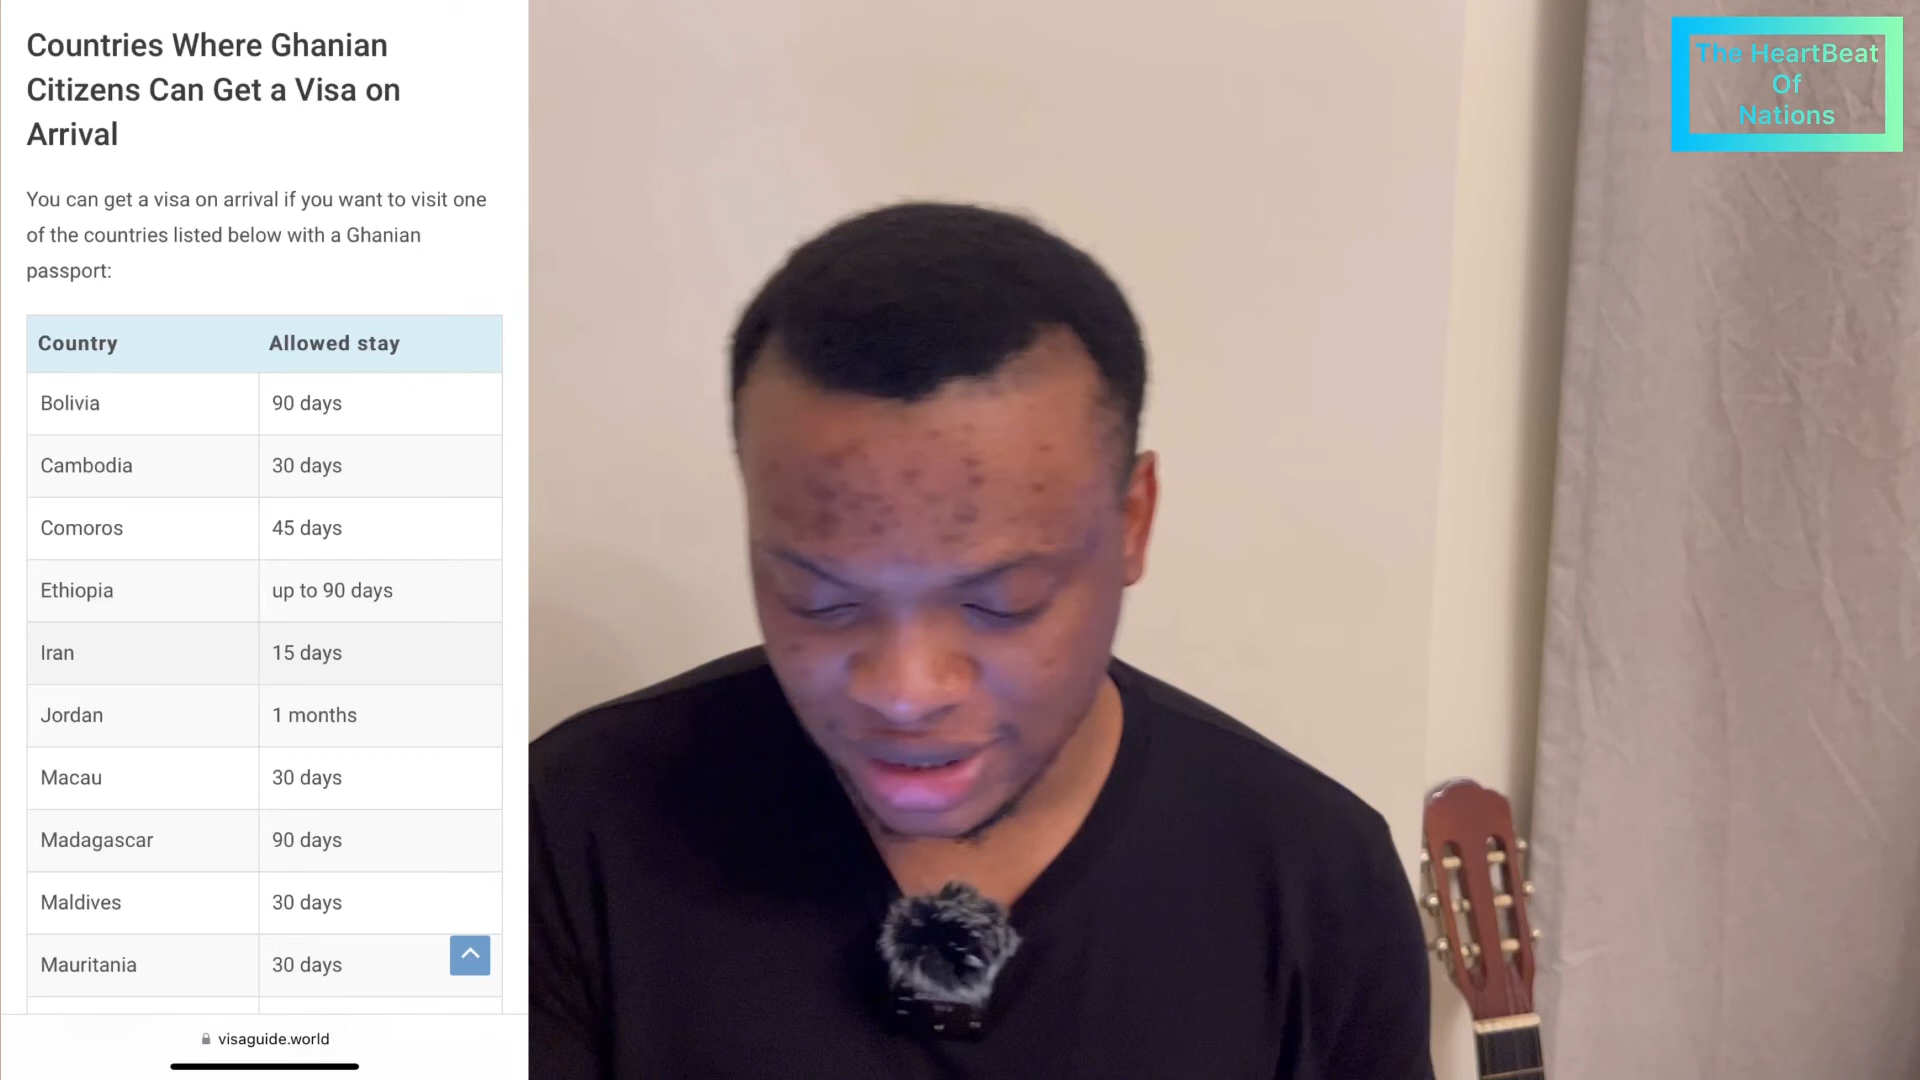 Countries Where Ghanian
Citizens Can Get a Visa on
Arrival
You can get a visa on arrival if you want to visit one
of the countries listed below with a Ghanian
passport:
Country Allowed stay
Bolivia 90 days
Cambodia 30 days
Comoros 45 days
Ethiopia up to 90 days
Iran 15 days
Jordan 1 months
Macau 30 days
Madagascar 90 days
Maldives 30 days
Mauritania 30 days
visaguide.world
The HeartBeat
Of
Nations